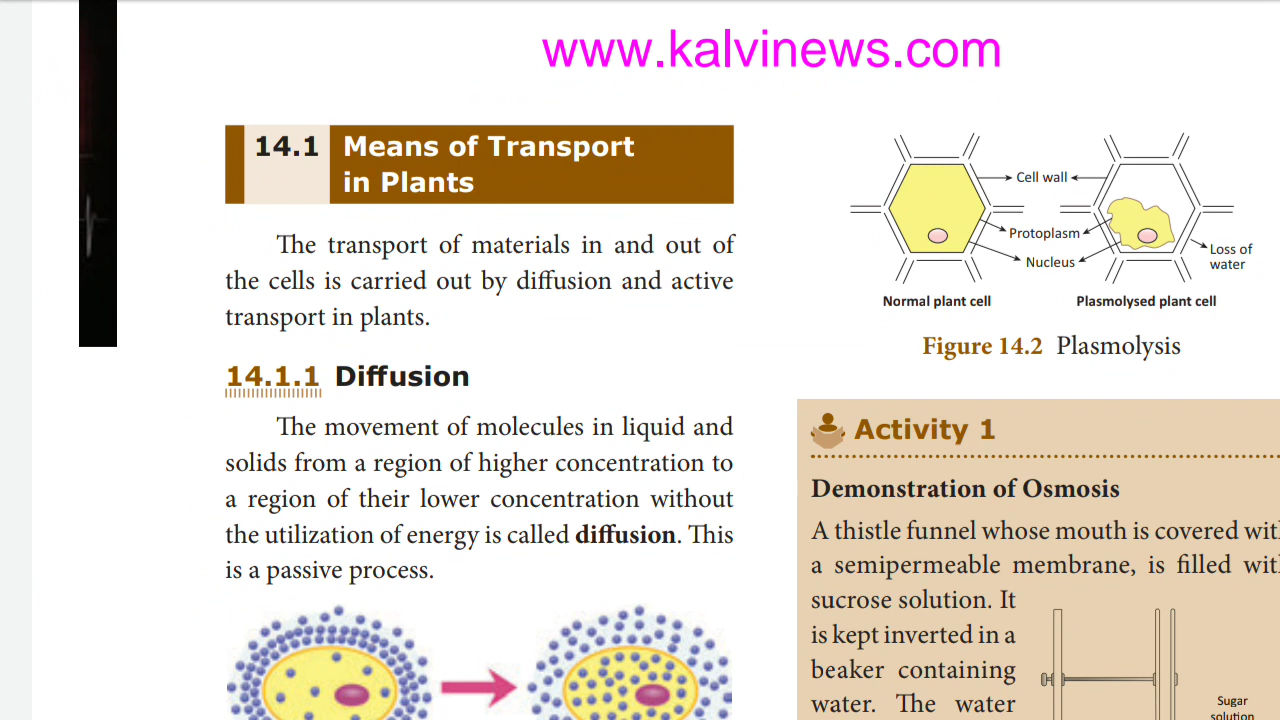 www.kalvinews.com
14.1 Means of Transport
in Plants
The transport of materials in and out of
the cells is carried out by diffusion and active
transport in plants.
14.1.1 Diffusion
The movement of molecules in liquid and
solids from a region of higher concentration to
a region of their lower concentration without
the utilization of energy is called diffusion. This
is a passive process.
Cell wall
Protoplasm
Nucleus
Loss of
water
Normal plant cell
Plasmolysed plant cell
Figure 14.2 Plasmolysis
Activity 1
Demonstration of Osmosis
A thistle funnel whose mouth is covered with
a semipermeable membrane, is filled with
sucrose solution. It
is kept inverted in a
beaker containing
water. The water
Sugar
solution